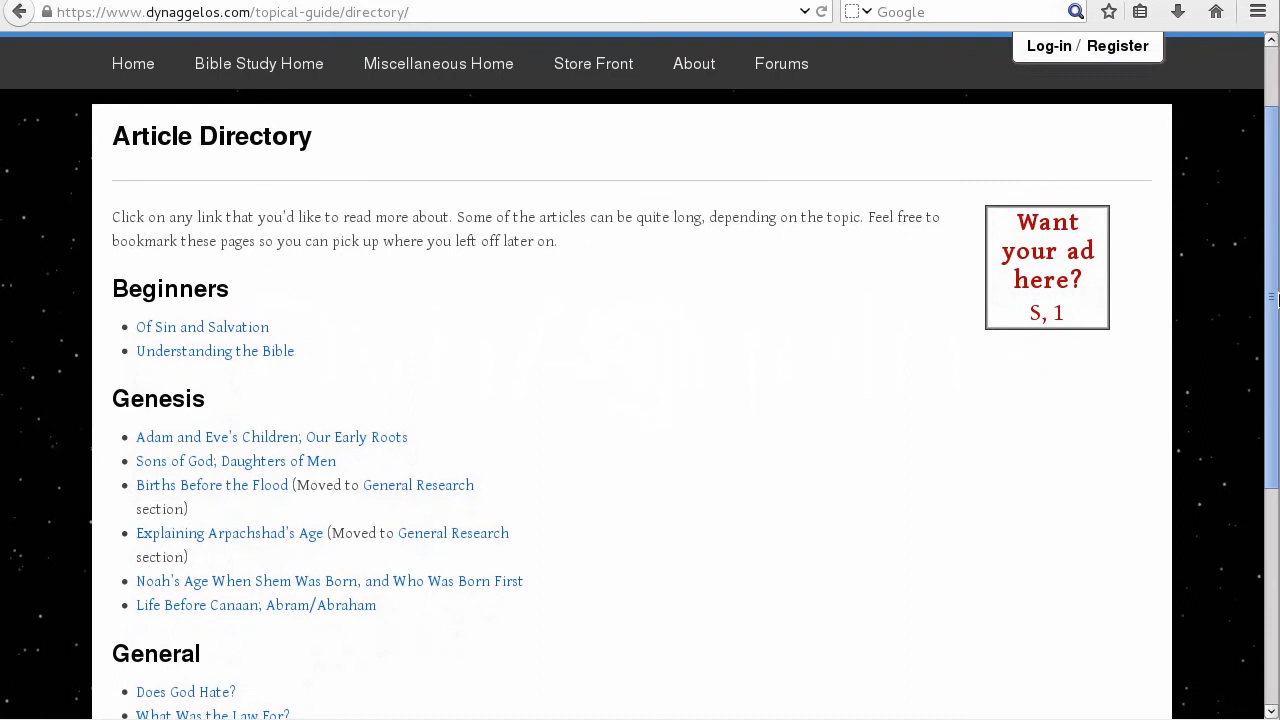 https://www.dynaggelos.com/topical-guide/directory/
Google
Log-in / Register
Home
Bible Study Home
Miscellaneous Home
Store Front
About
Forums
Article Directory
Click on any link that you'd like to read more about. Some of the articles can be quite long, depending on the topic. Feel free to
bookmark these pages so you can pick up where you left off later on.
Want
your ad
here?
S, 1
Beginners
Of Sin and Salvation
Understanding the Bible
Genesis
Adam and Eve's Children; Our Early Roots
Sons of God; Daughters of Men
Births Before the Flood (Moved to General Research
section)
Explaining Arpachshad's Age (Moved to General Research
section)
Noah's Age When Shem Was Born, and Who Was Born First
Life Before Canaan; Abram/Abraham
General
Does God Hate?
What Was the Law For?